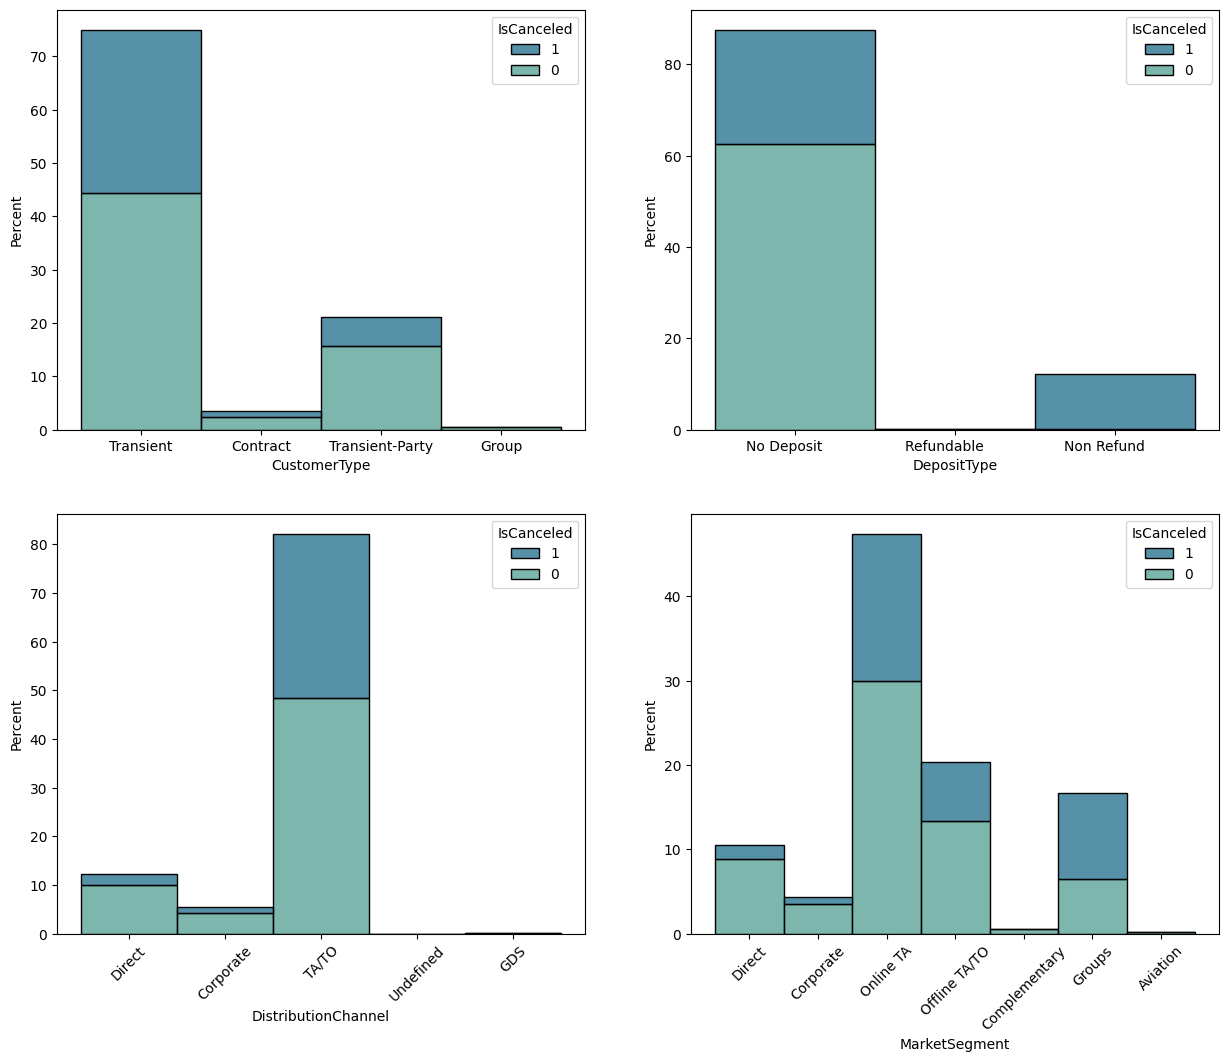 IsCanceled
1
0
70
60
50
40
30
20
10
0
Percent
Transient Contract Transient-Party Group
CustomerType
IsCanceled
1
0
80
60
40
20
0
Percent
No Deposit Refundable Non Refund
DepositType
IsCanceled
1
0
80
70
60
50
40
30
20
10
0
Percent
Direct Corporate TA/TO Undefined GDS
DistributionChannel
IsCanceled
1
0
40
30
20
10
0
Percent
Direct Corporate Online TA Offline TA/TO Complementary Groups Aviation
MarketSegment